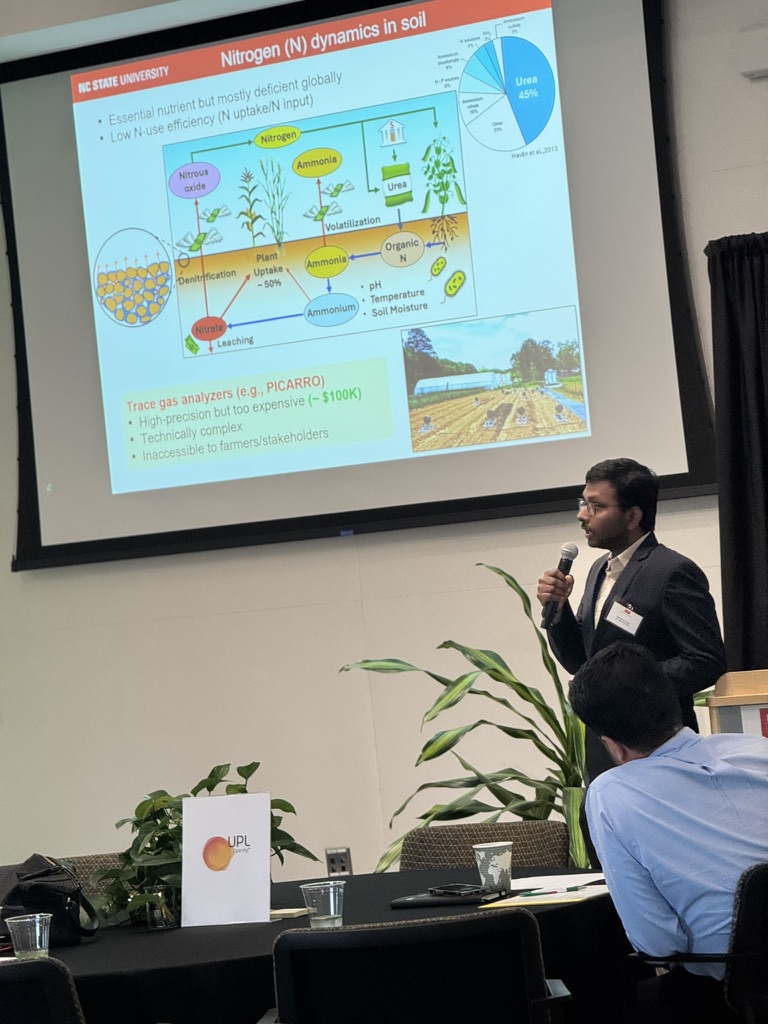 NC STATE UNIVERSITY
Nitrogen (N) dynamics in soil
• Essential nutrient but mostly deficient globally
• Low N-use efficiency (N uptake/N input)
Urea
45%
Other
Nitrogen
Nitrous
oxide
Ammonia
Urea
Volatilization
Denitrification
Plant
Uptake
~ 50%
Ammonia
Organic
N
Ammonium
Nitrate
Leaching
• pH
• Temperature
• Soil Moisture
Trace gas analyzers (e.g., PICARRO)
• High-precision but too expensive (~ $100K)
• Technically complex
• Inaccessible to farmers/stakeholders
UPL